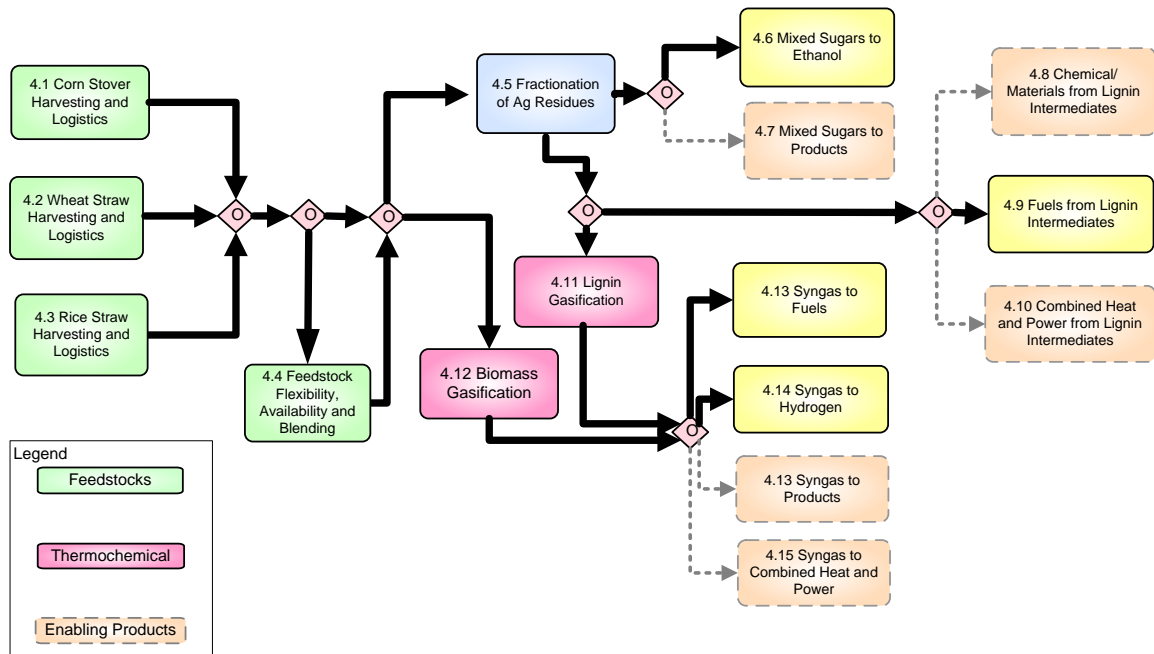 4.1 Corn Stover
Harvesting and
Logistics
4.2 Wheat Straw
Harvesting and
Logistics
4.3 Rice Straw
Harvesting and
Logistics
O
O
O
4.4 Feedstock
Flexibility,
Availability and
Blending
4.5 Fractionation
of Ag Residues
O
4.6 Mixed Sugars to
Ethanol
4.7 Mixed Sugars to
Products
O
O
4.8 Chemical/
Materials from Lignin
Intermediates
4.9 Fuels from Lignin
Intermediates
4.10 Combined Heat
and Power from Lignin
Intermediates
4.11 Lignin
Gasification
4.12 Biomass
Gasification
O
4.13 Syngas to
Fuels
4.14 Syngas to
Hydrogen
4.13 Syngas to
Products
4.15 Syngas to
Combined Heat and
Power
Legend
Feedstocks
Thermochemical
Enabling Products